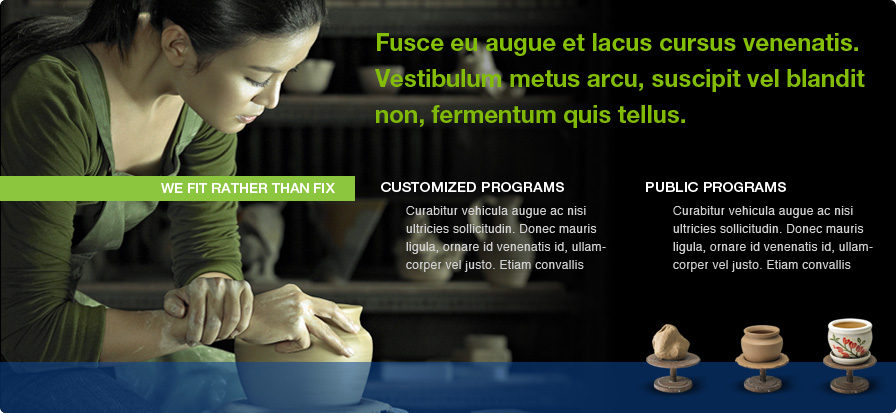 Fusce eu augue et lacus cursus venenatis.
Vestibulum metus arcu, suscipit vel blandit
non, fermentum quis tellus.
WE FIT RATHER THAN FIX
CUSTOMIZED PROGRAMS
Curabitur vehicula augue ac nisi
ultricies sollicitudin. Donec mauris
ligula, ornare id venenatis id, ullam-
corper vel justo. Etiam convallis
PUBLIC PROGRAMS
Curabitur vehicula augue ac nisi
ultricies sollicitudin. Donec mauris
ligula, ornare id venenatis id, ullam-
corper vel justo. Etiam convallis